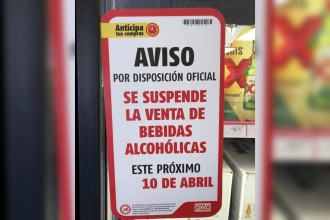 Anticipa
tus compras
AVISO
POR DISPOSICIÓN OFICIAL
SE SUSPENDE
LA VENTA DE
BEBIDAS
ALCOHÓLICAS
ESTE PRÓXIMO
10 DE ABRIL
OXXO